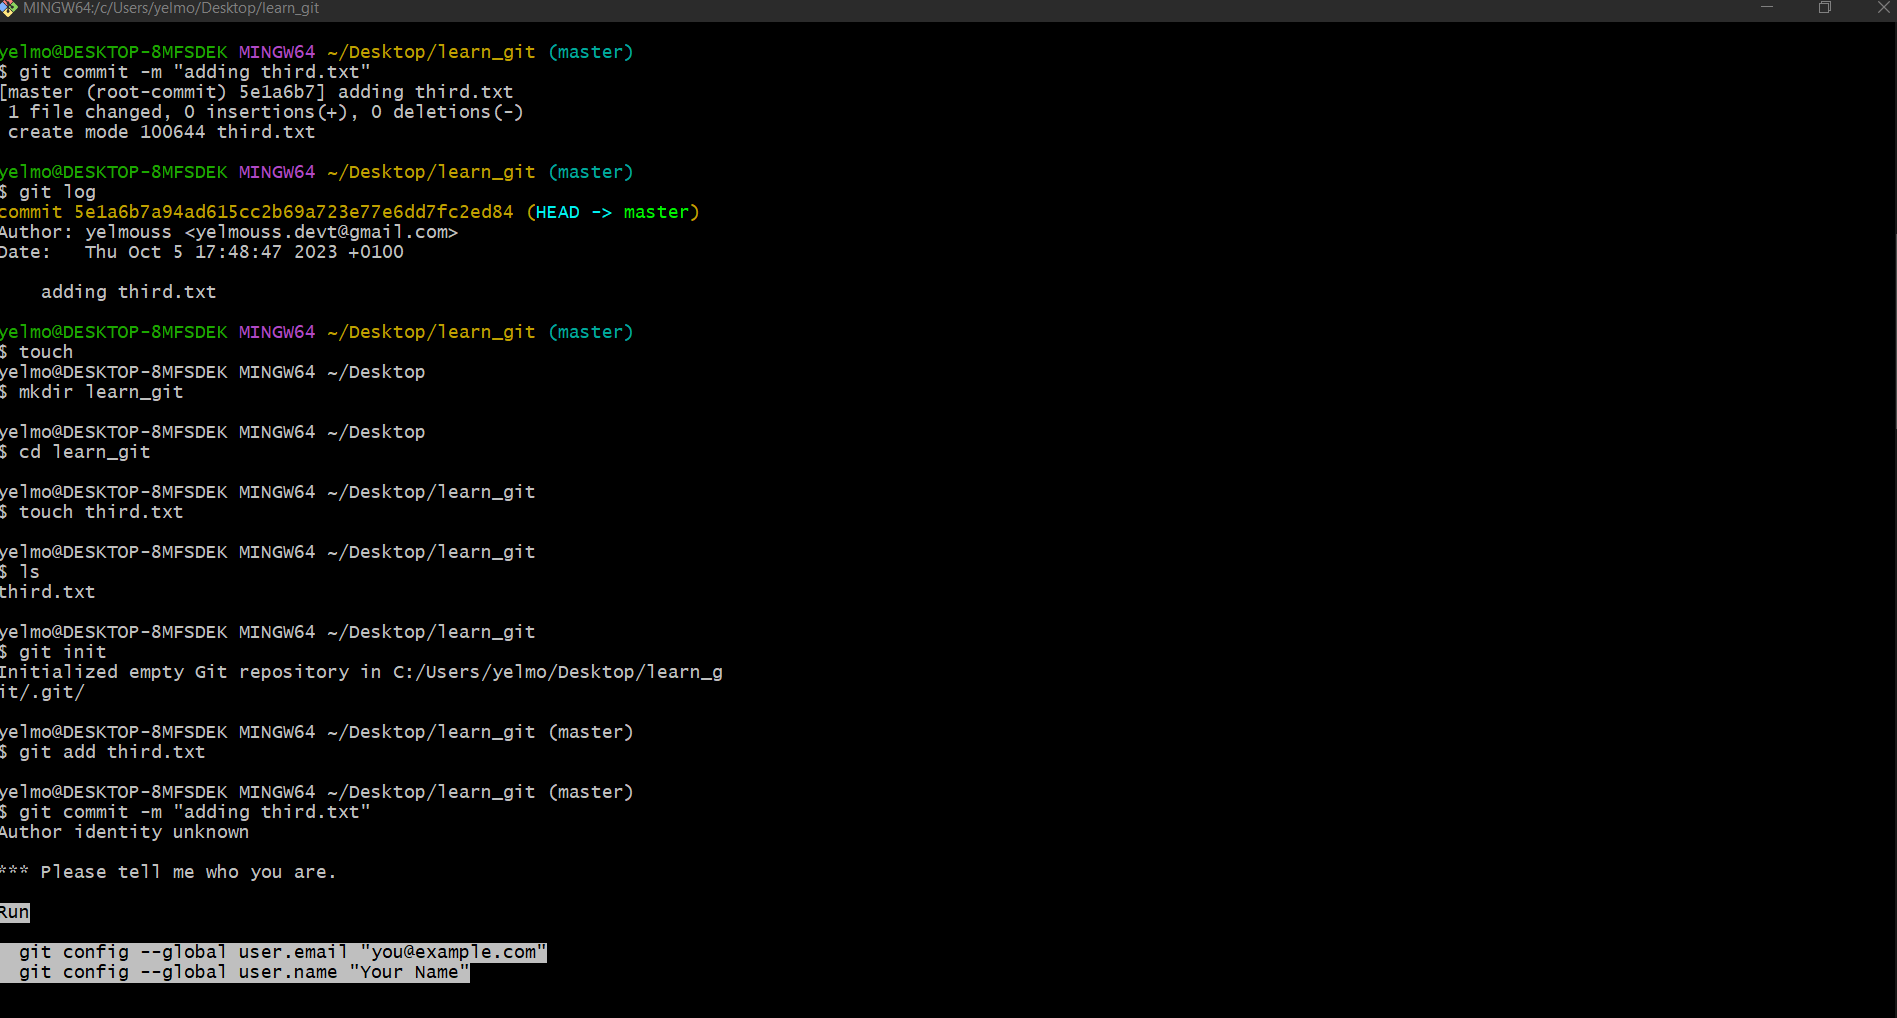 MINGW64:/c/Users/yelmo/Desktop/learn_git
yelmo@DESKTOP-8MFSDEK MINGW64 ~/Desktop/learn_git (master)
$ git commit -m "adding third.txt"
[master (root-commit) 5e1a6b7] adding third.txt
 1 file changed, 0 insertions(+), 0 deletions(-)
 create mode 100644 third.txt
yelmo@DESKTOP-8MFSDEK MINGW64 ~/Desktop/learn_git (master)
$ git log
commit 5e1a6b7a94ad615cc2b69a723e77e6dd7fc2ed84 (HEAD -> master)
Author: yelmouss <yelmouss.devt@gmail.com>
Date:   Thu Oct 5 17:48:47 2023 +0100
    adding third.txt
yelmo@DESKTOP-8MFSDEK MINGW64 ~/Desktop/learn_git (master)
$ touch
yelmo@DESKTOP-8MFSDEK MINGW64 ~/Desktop
$ mkdir learn_git
yelmo@DESKTOP-8MFSDEK MINGW64 ~/Desktop
$ cd learn_git
yelmo@DESKTOP-8MFSDEK MINGW64 ~/Desktop/learn_git
$ touch third.txt
yelmo@DESKTOP-8MFSDEK MINGW64 ~/Desktop/learn_git
$ ls
third.txt
yelmo@DESKTOP-8MFSDEK MINGW64 ~/Desktop/learn_git
$ git init
Initialized empty Git repository in C:/Users/yelmo/Desktop/learn_g
it/.git/
yelmo@DESKTOP-8MFSDEK MINGW64 ~/Desktop/learn_git (master)
$ git add third.txt
yelmo@DESKTOP-8MFSDEK MINGW64 ~/Desktop/learn_git (master)
$ git commit -m "adding third.txt"
Author identity unknown
*** Please tell me who you are.
Run
  git config --global user.email "you@example.com"
  git config --global user.name "Your Name"